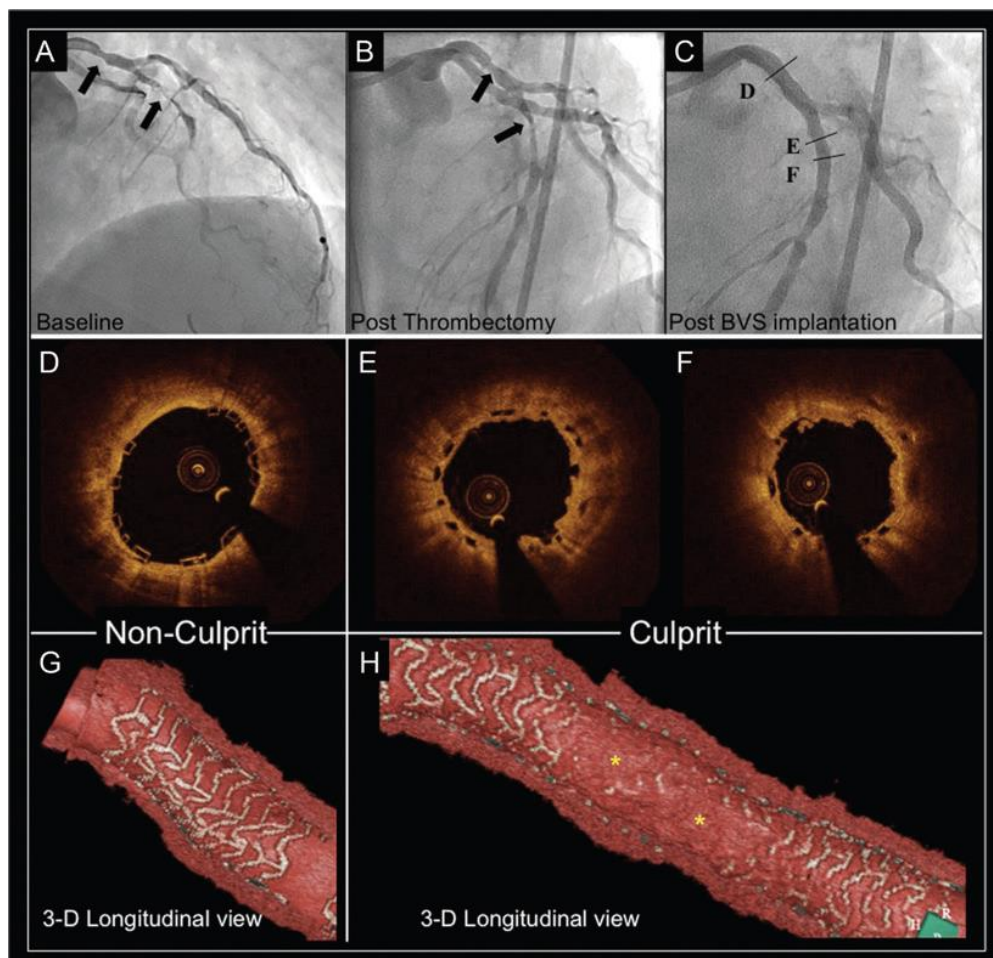 A
B
C
D
E
F
Baseline
Post Thrombectomy
Post BVS implantation
D
E
F
Non-Culprit
Culprit
G
H
*
*
3-D Longitudinal view
3-D Longitudinal view
H
R